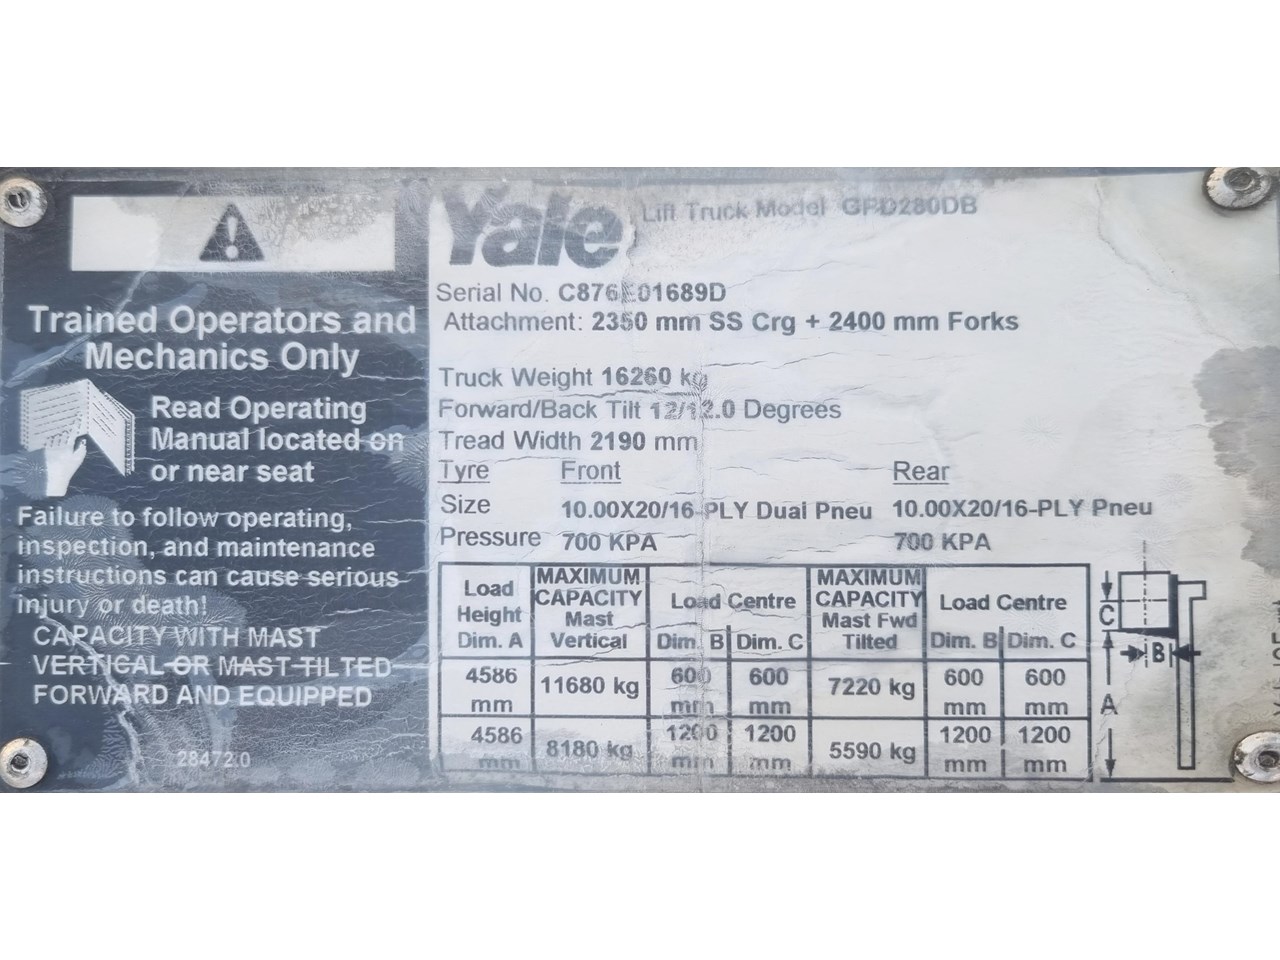 Trained Operators and
Mechanics Only
Read Operating
Manual located on
or near seat
Failure to follow operating,
inspection, and maintenance
instructions can cause serious
injury or death!
CAPACITY WITH MAST
VERTICAL OR MAST TILTED
FORWARD AND EQUIPPED
284720
Yale Lift Truck Model GPD280DB
Serial No. C876E01689D
Attachment: 2350 mm SS Crg + 2400 mm Forks
Truck Weight 16260 kg
Forward/Back Tilt 12/12.0 Degrees
Tread Width 2190 mm
Tyre Front Rear
Size 10.00X20/16-PLY Dual Pneu 10.00X20/16-PLY Pneu
Pressure 700 KPA 700 KPA
Load Height Dim. A MAXIMUM CAPACITY Mast Vertical Load Centre Dim. B Dim. C MAXIMUM CAPACITY Mast Fwd Tilted Load Centre Dim. B Dim. C
4586 mm 11680 kg 600 mm 600 mm 7220 kg 600 mm 600 mm
4586 mm 8180 kg 1200 mm 1200 mm 5590 kg 1200 mm 1200 mm
C
B
A